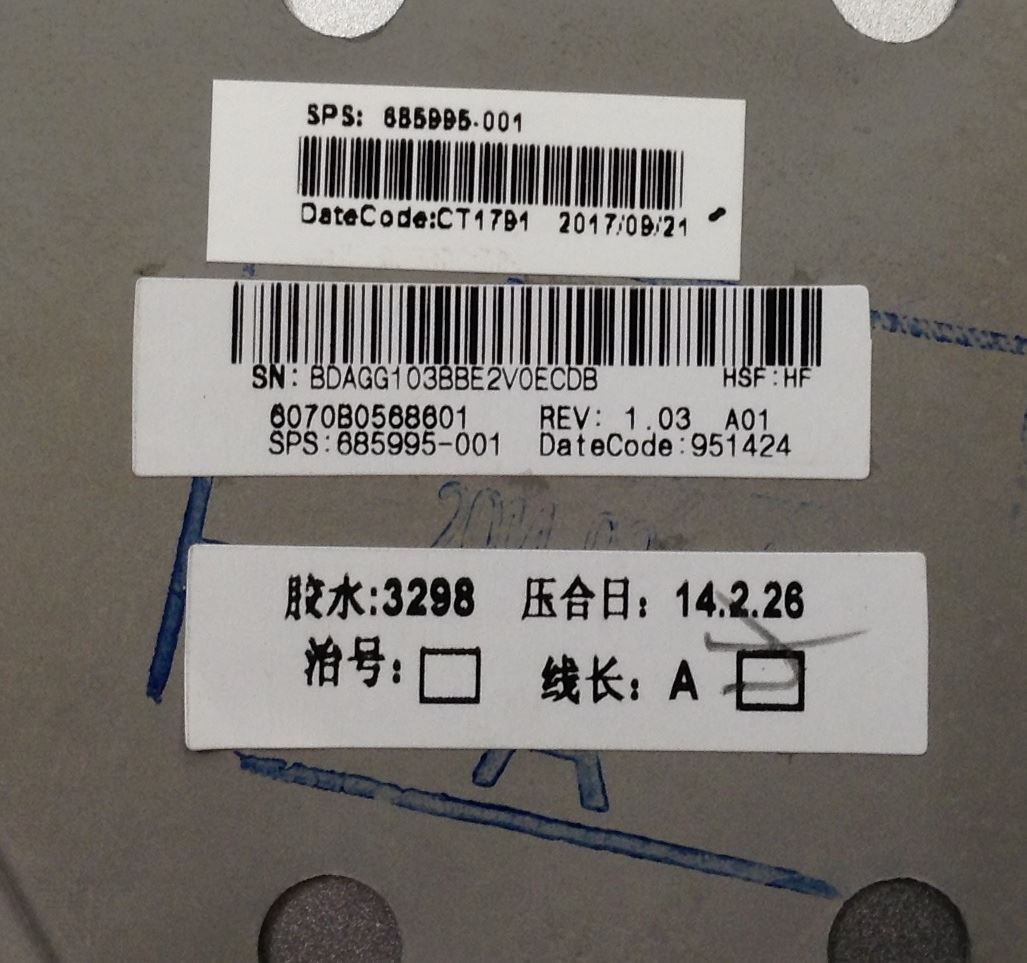 SPS: 685995-001
DateCode:CT1791 2017/09/21
SN: BDAGG103BBE2V0ECDB HSF:HF
6070B0568601 REV: 1.03 A01
SPS:685995-001 DateCode:951424
胶水:3298 压合日: 14.2.26
治号: 线长: A
A